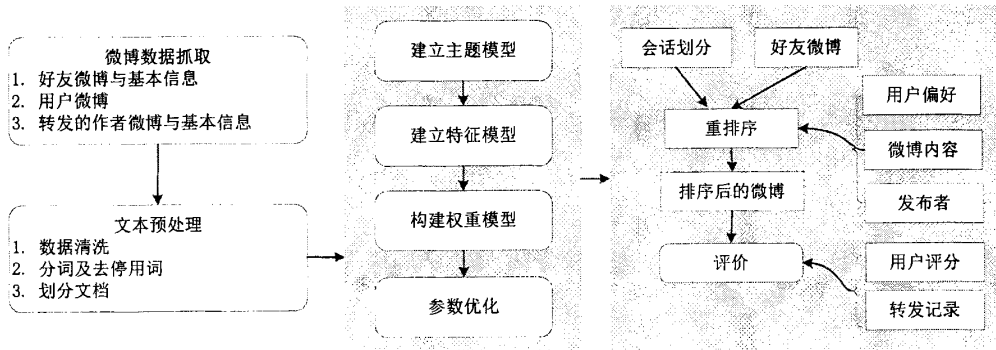 微博数据抓取
1. 好友微博与基本信息
2. 用户微博
3. 转发的作者微博与基本信息
文本预处理
1. 数据清洗
2. 分词及去停用词
3. 划分文档
建立主题模型
建立特征模型
构建权重模型
参数优化
会话划分
好友微博
重排序
排序后的微博
评价
用户偏好
微博内容
发布者
用户评分
转发记录